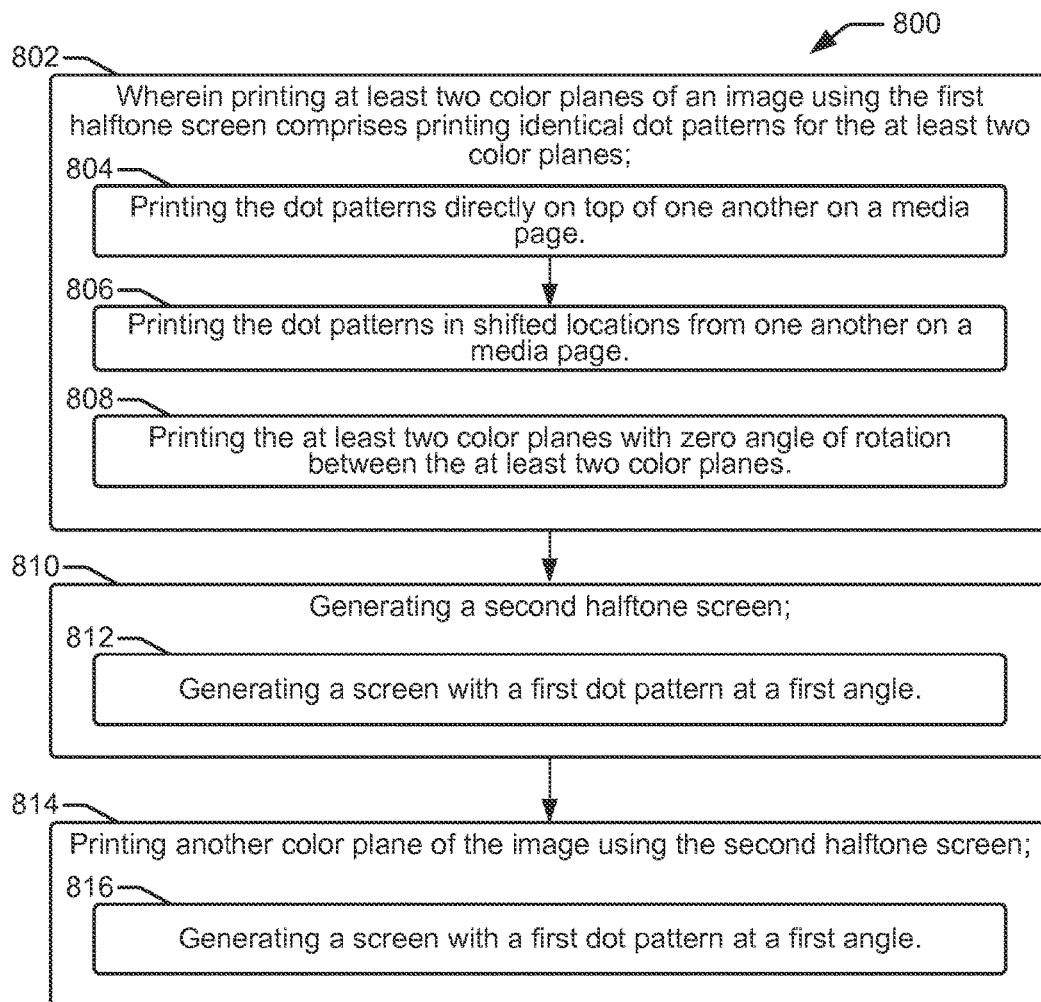 800
802
Wherein printing at least two color planes of an image using the first
halftone screen comprises printing identical dot patterns for the at least two
color planes;
804
Printing the dot patterns directly on top of one another on a media
page.
806
Printing the dot patterns in shifted locations from one another on a
media page.
808
Printing the at least two color planes with zero angle of rotation
between the at least two color planes.
810
Generating a second halftone screen;
812
Generating a screen with a first dot pattern at a first angle.
814
Printing another color plane of the image using the second halftone screen;
816
Generating a screen with a first dot pattern at a first angle.